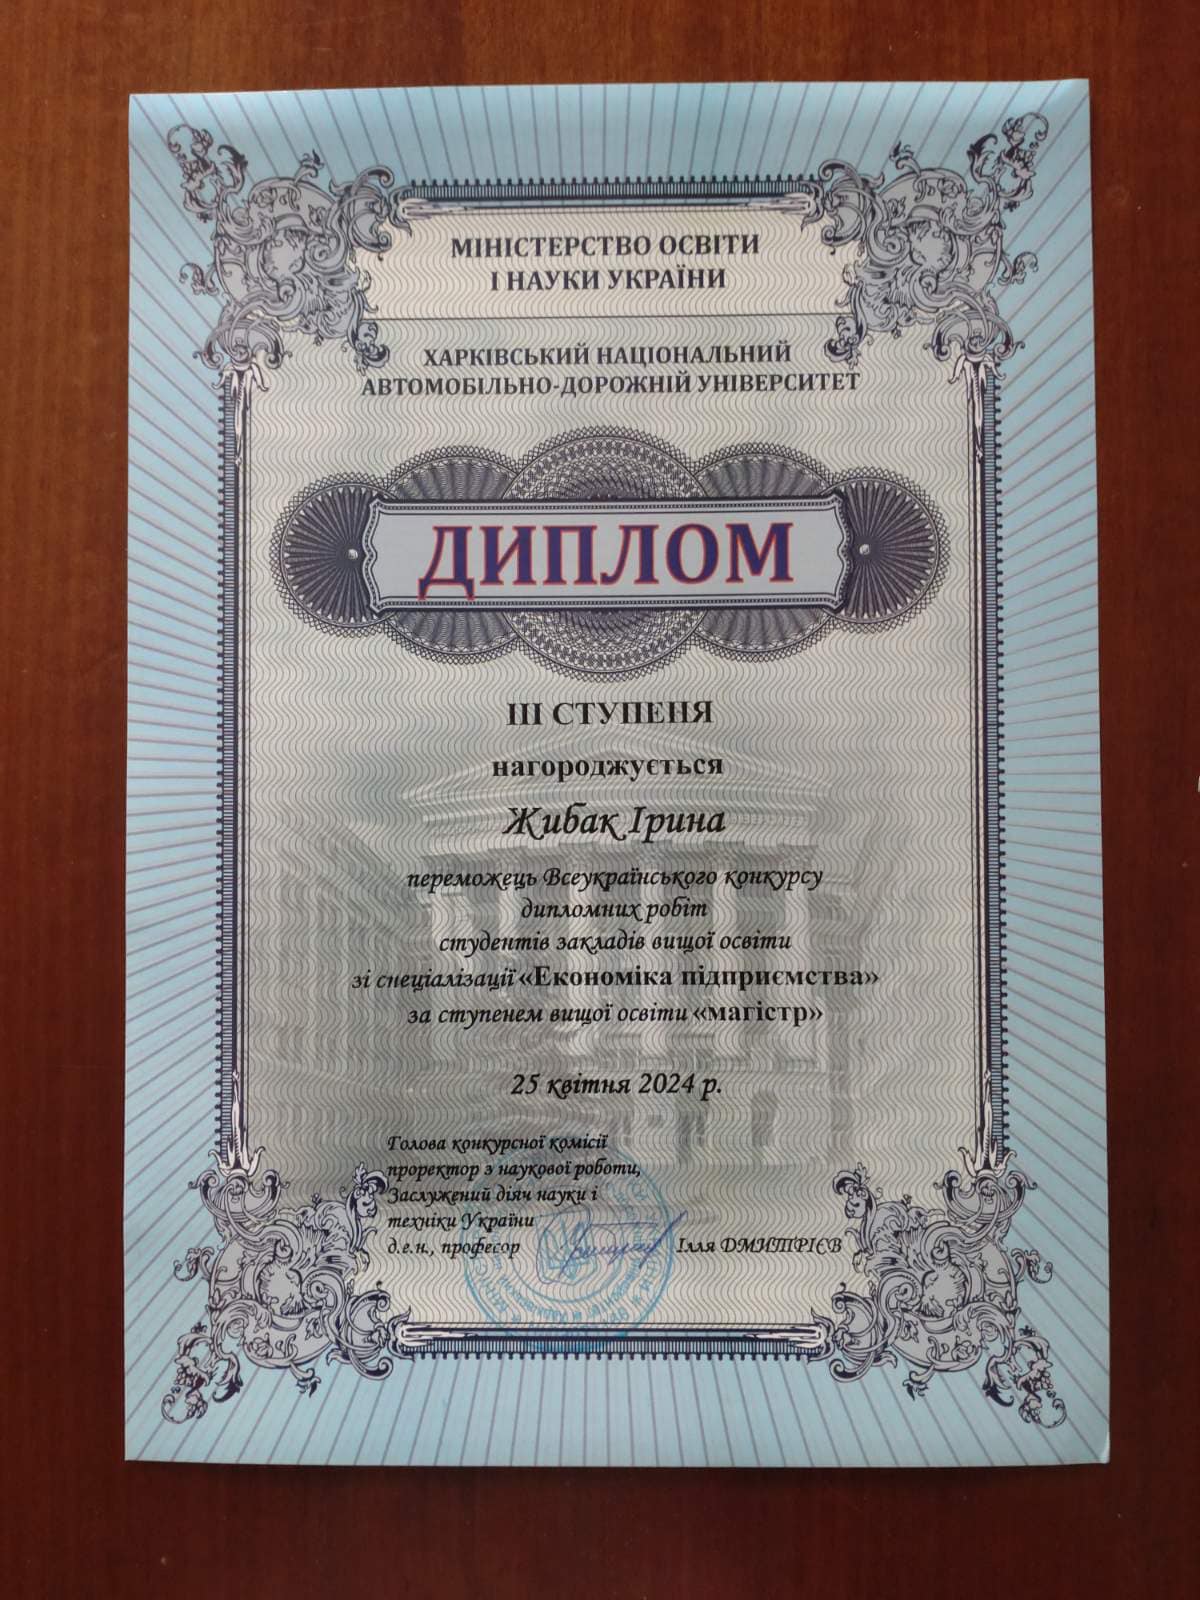 МІНІСТЕРСТВО ОСВІТИ
І НАУКИ УКРАЇНИ
ХАРКІВСЬКИЙ НАЦІОНАЛЬНИЙ
АВТОМОБІЛЬНО-ДОРОЖНІЙ УНІВЕРСИТЕТ
ДИПЛОМ
ІІІ СТУПЕНЯ
нагороджується
Жибак Ірина
переможець Всеукраїнського конкурсу
дипломних робіт
студентів закладів вищої освіти
зі спеціалізації «Економіка підприємства»
за ступенем вищої освіти «магістр»
25 квітня 2024 р.
Голова конкурсної комісії
проректор з наукової роботи,
Заслужений діяч науки і
техніки України
д.е.н., професор Ілля ДМИТРІЄВ